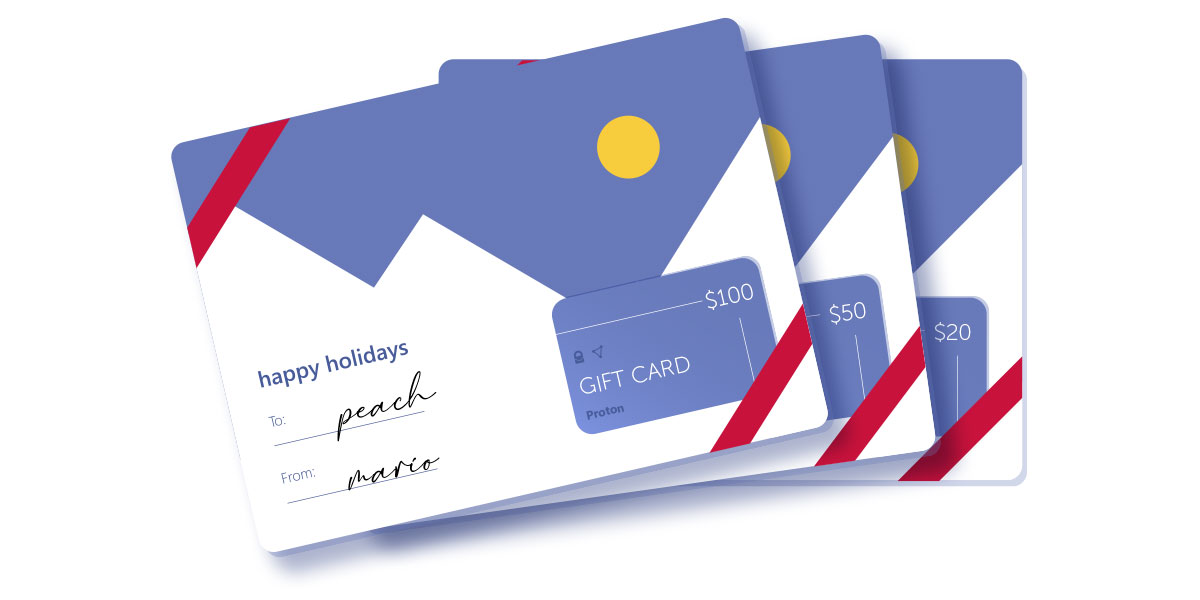 happy holidays
To: peach
From: mario
$100
GIFT CARD
Proton
$50
$20